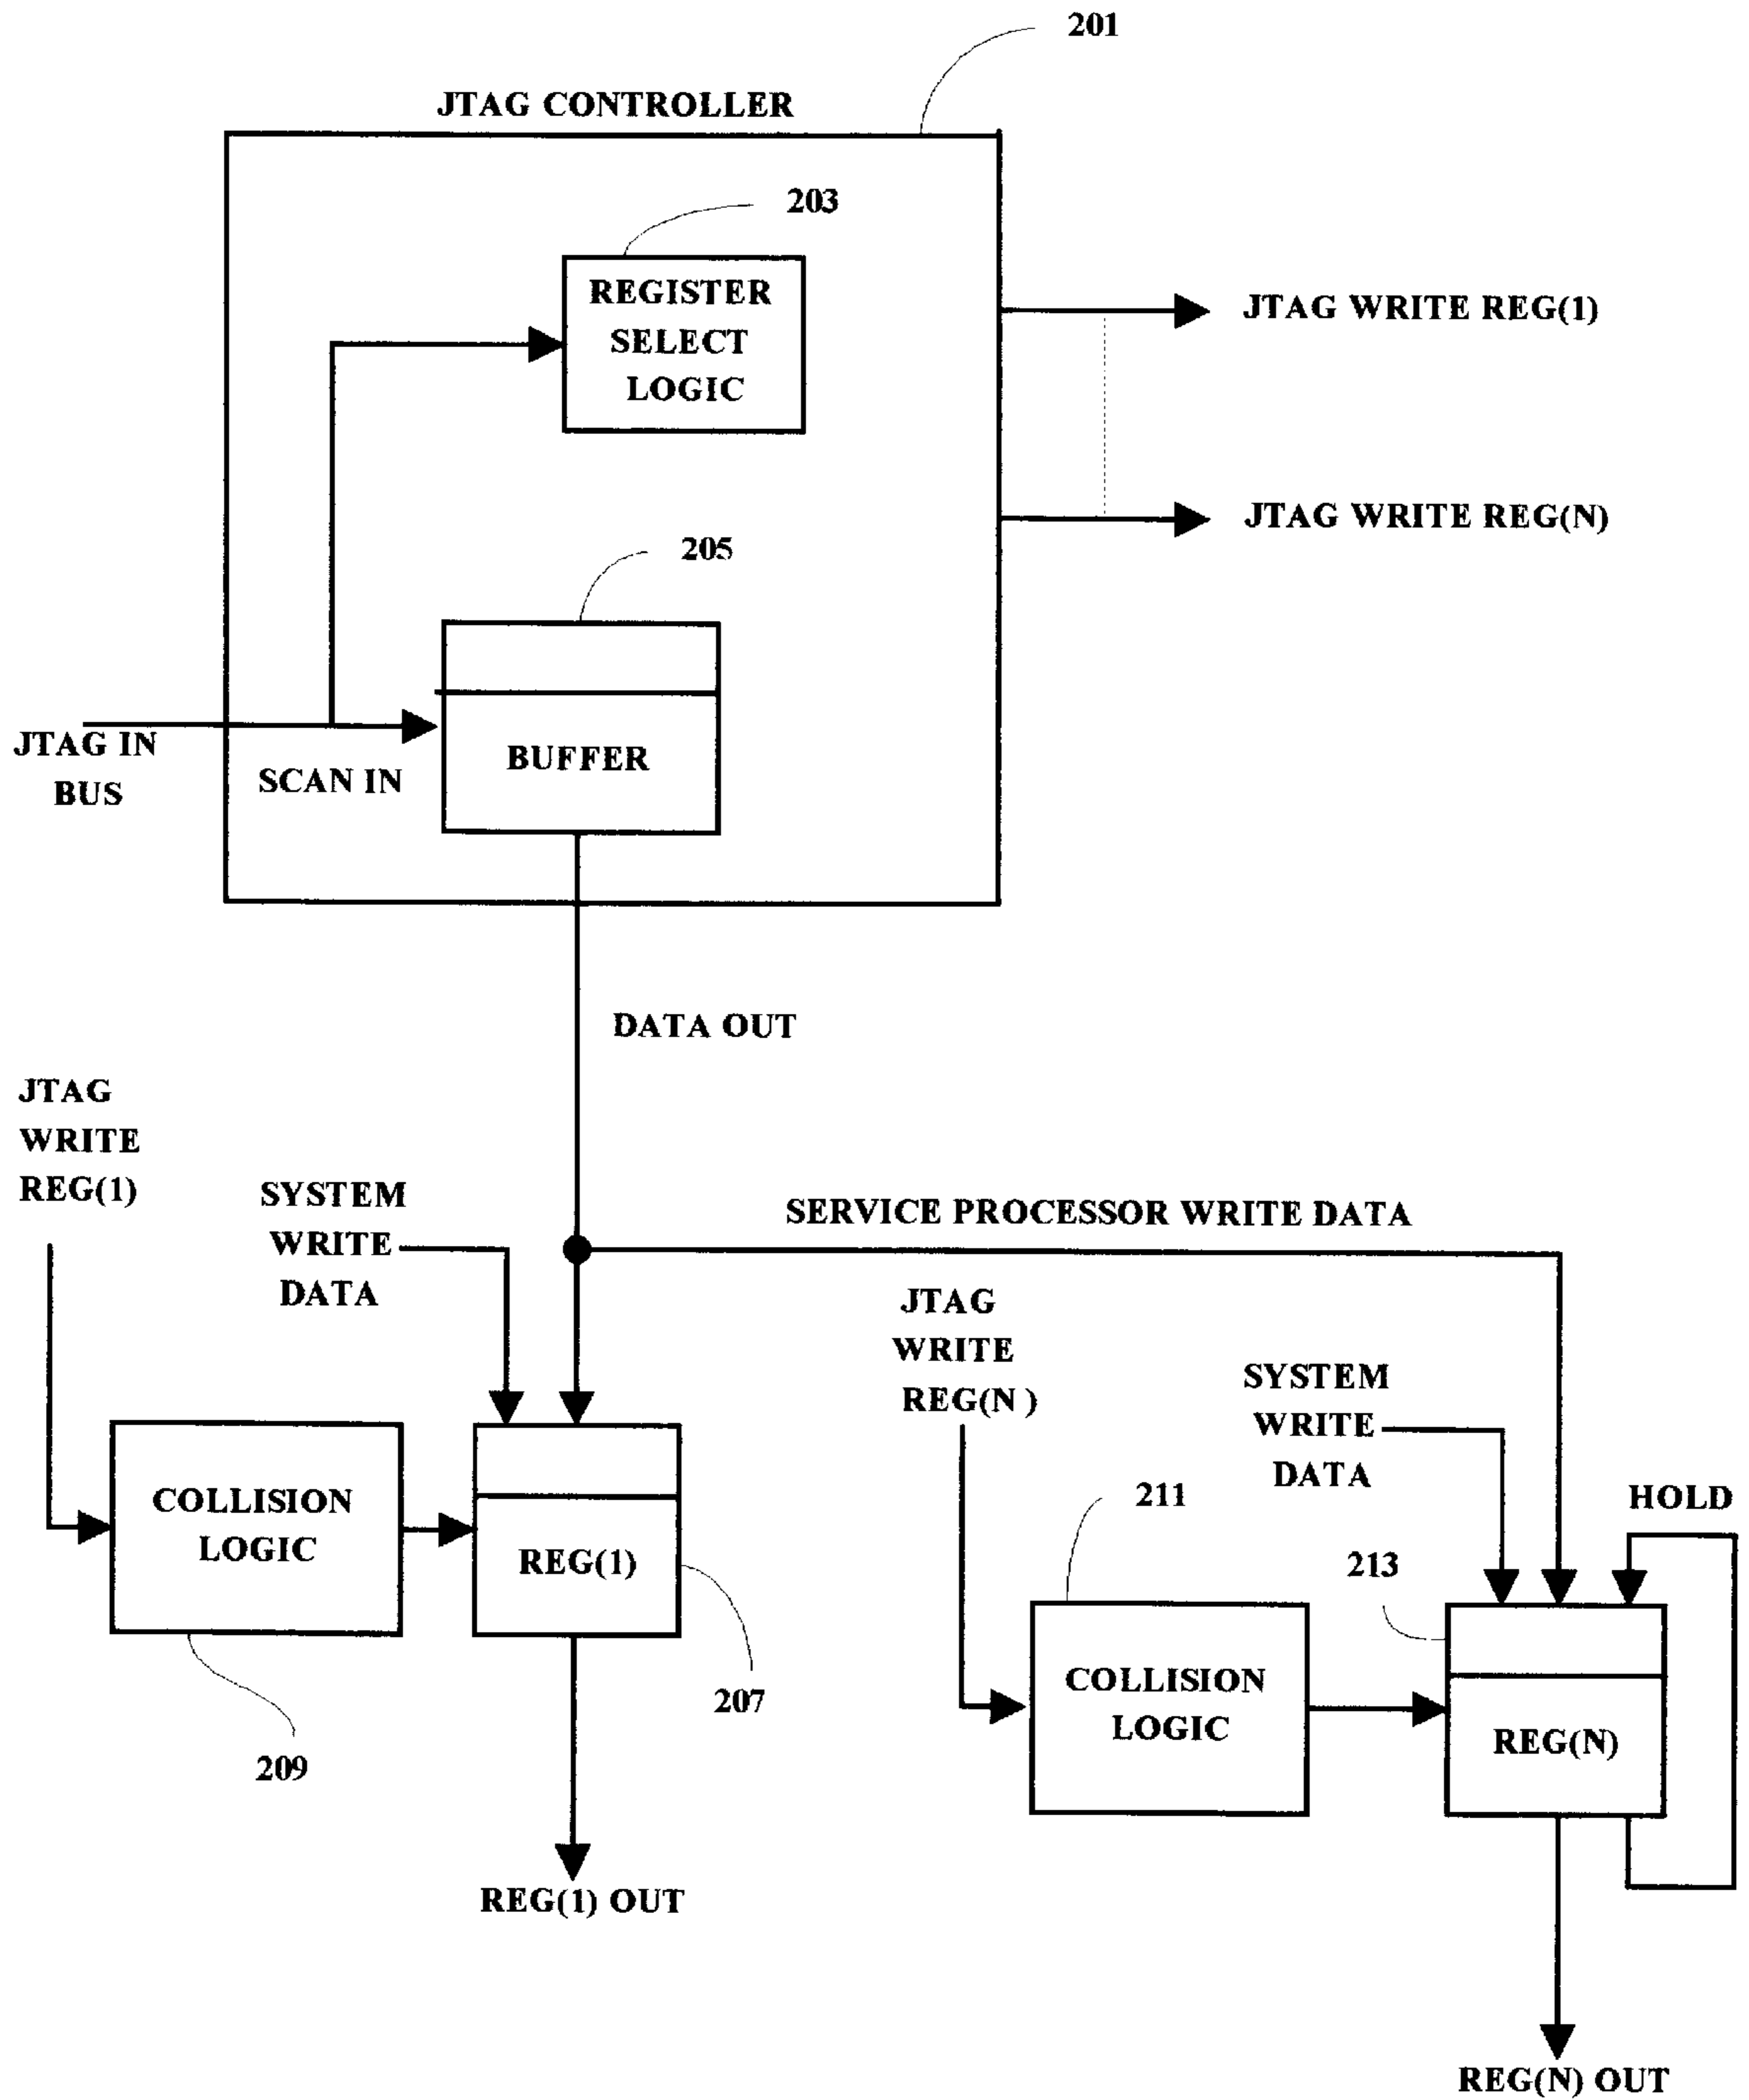 201
JTAG CONTROLLER
203
REGISTER
SELECT
LOGIC
JTAG WRITE REG(1)
JTAG WRITE REG(N)
205
BUFFER
JTAG IN
BUS
SCAN IN
DATA OUT
JTAG
WRITE
REG(1)
SYSTEM
WRITE
DATA
SERVICE PROCESSOR WRITE DATA
JTAG
WRITE
REG(N )
SYSTEM
WRITE
DATA
HOLD
COLLISION
LOGIC
REG(1)
211
213
207
209
COLLISION
LOGIC
REG(N)
REG(1) OUT
REG(N) OUT